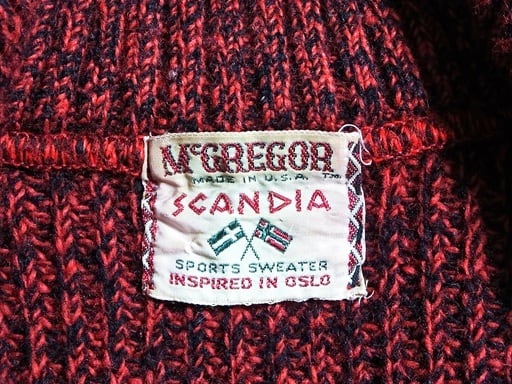 McGREGOR
MADE IN U.S.A. T.M.
SCANDIA
SPORTS SWEATER
INSPIRED IN OSLO